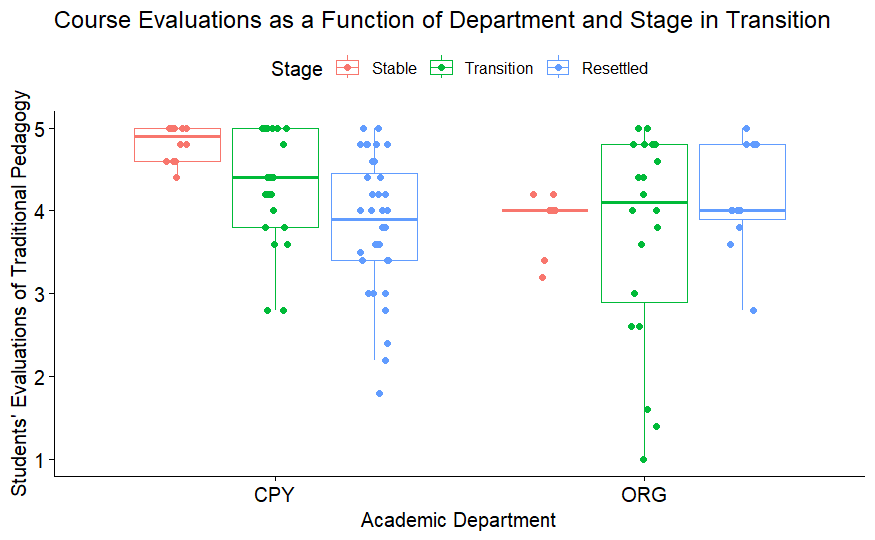 Course Evaluations as a Function of Department and Stage in Transition
Stage Stable Transition Resettled
Students' Evaluations of Traditional Pedagogy
5
4
3
2
1
CPY ORG
Academic Department